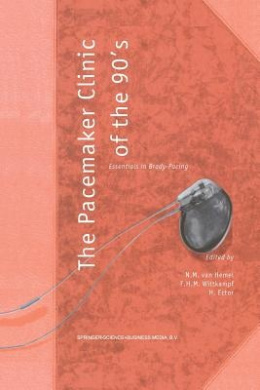 The Pacemaker Clinic
of the 90's
Essentials in Brady-Pacing
Edited by
N.M. van Hemel
F.H.M. Wittkampf
H. Ector
SPRINGER-SCIENCE+BUSINESS MEDIA, B.V.